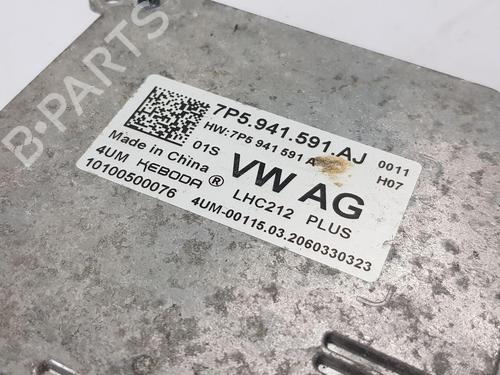 B-PARTS
7P5.941.591.AJ 0011
HW:7P5 941 591 A H07
01S
Made in China VW AG
4UM KEBODA ® LHC212 PLUS
10100500076 4UM-00115.03.2060330323